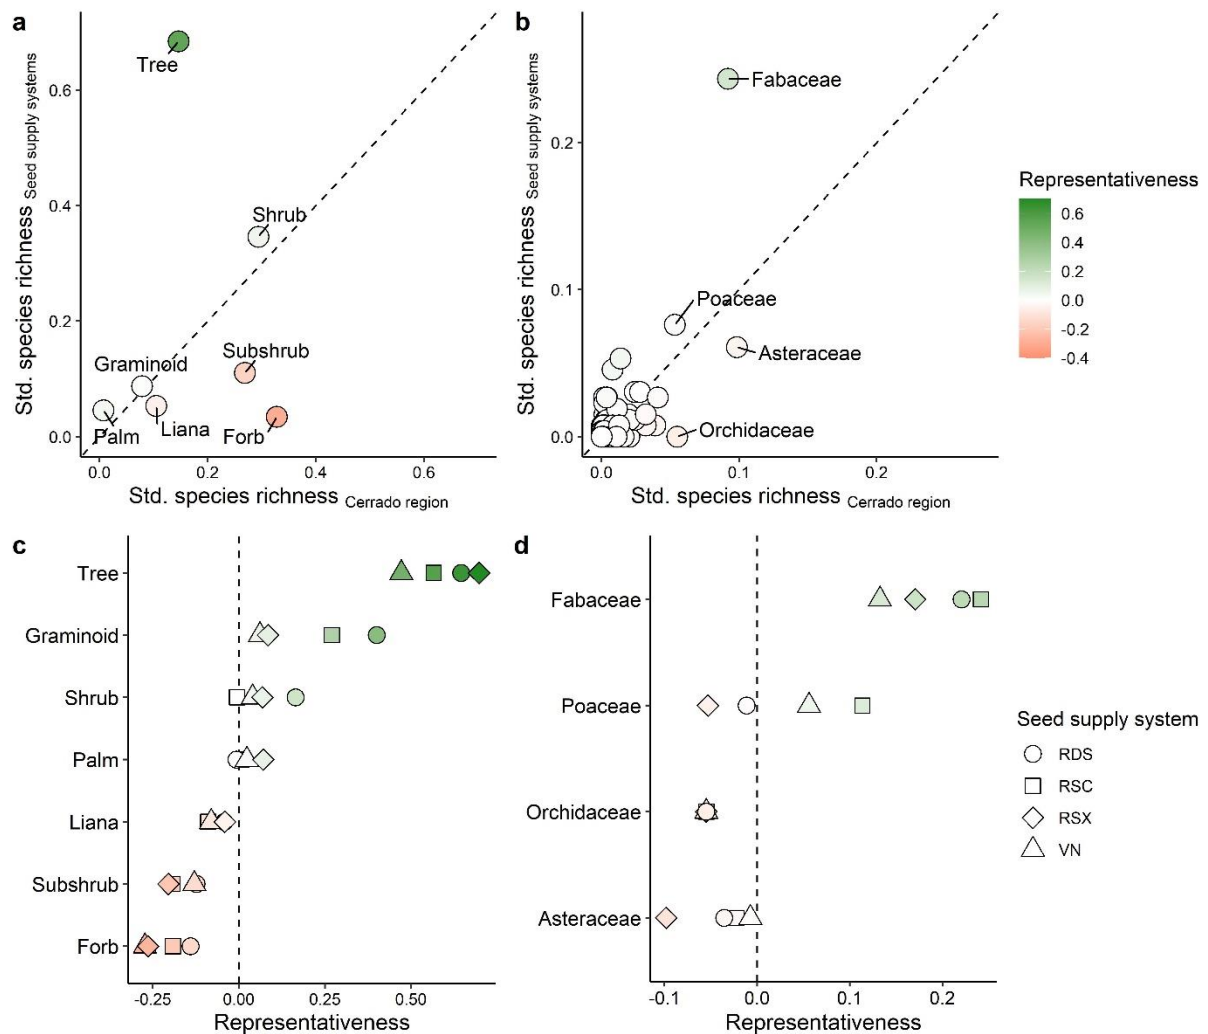 a
Std. species richness Seed supply systems
0.6
0.4
0.2
0.0
Tree
Shrub
Graminoid
Subshrub
Palm
Liana
Forb
0.0 0.2 0.4 0.6
Std. species richness Cerrado region
b
Std. species richness Seed supply systems
0.2
0.1
0.0
Fabaceae
Poaceae
Asteraceae
Orchidaceae
0.0 0.1 0.2
Std. species richness Cerrado region
Representativeness
0.6
0.4
0.2
0.0
-0.2
-0.4
c
Tree
Graminoid
Shrub
Palm
Liana
Subshrub
Forb
-0.25 0.00 0.25 0.50
Representativeness
d
Fabaceae
Poaceae
Orchidaceae
Asteraceae
-0.1 0.0 0.1 0.2
Representativeness
Seed supply system
RDS
RSC
RSX
VN